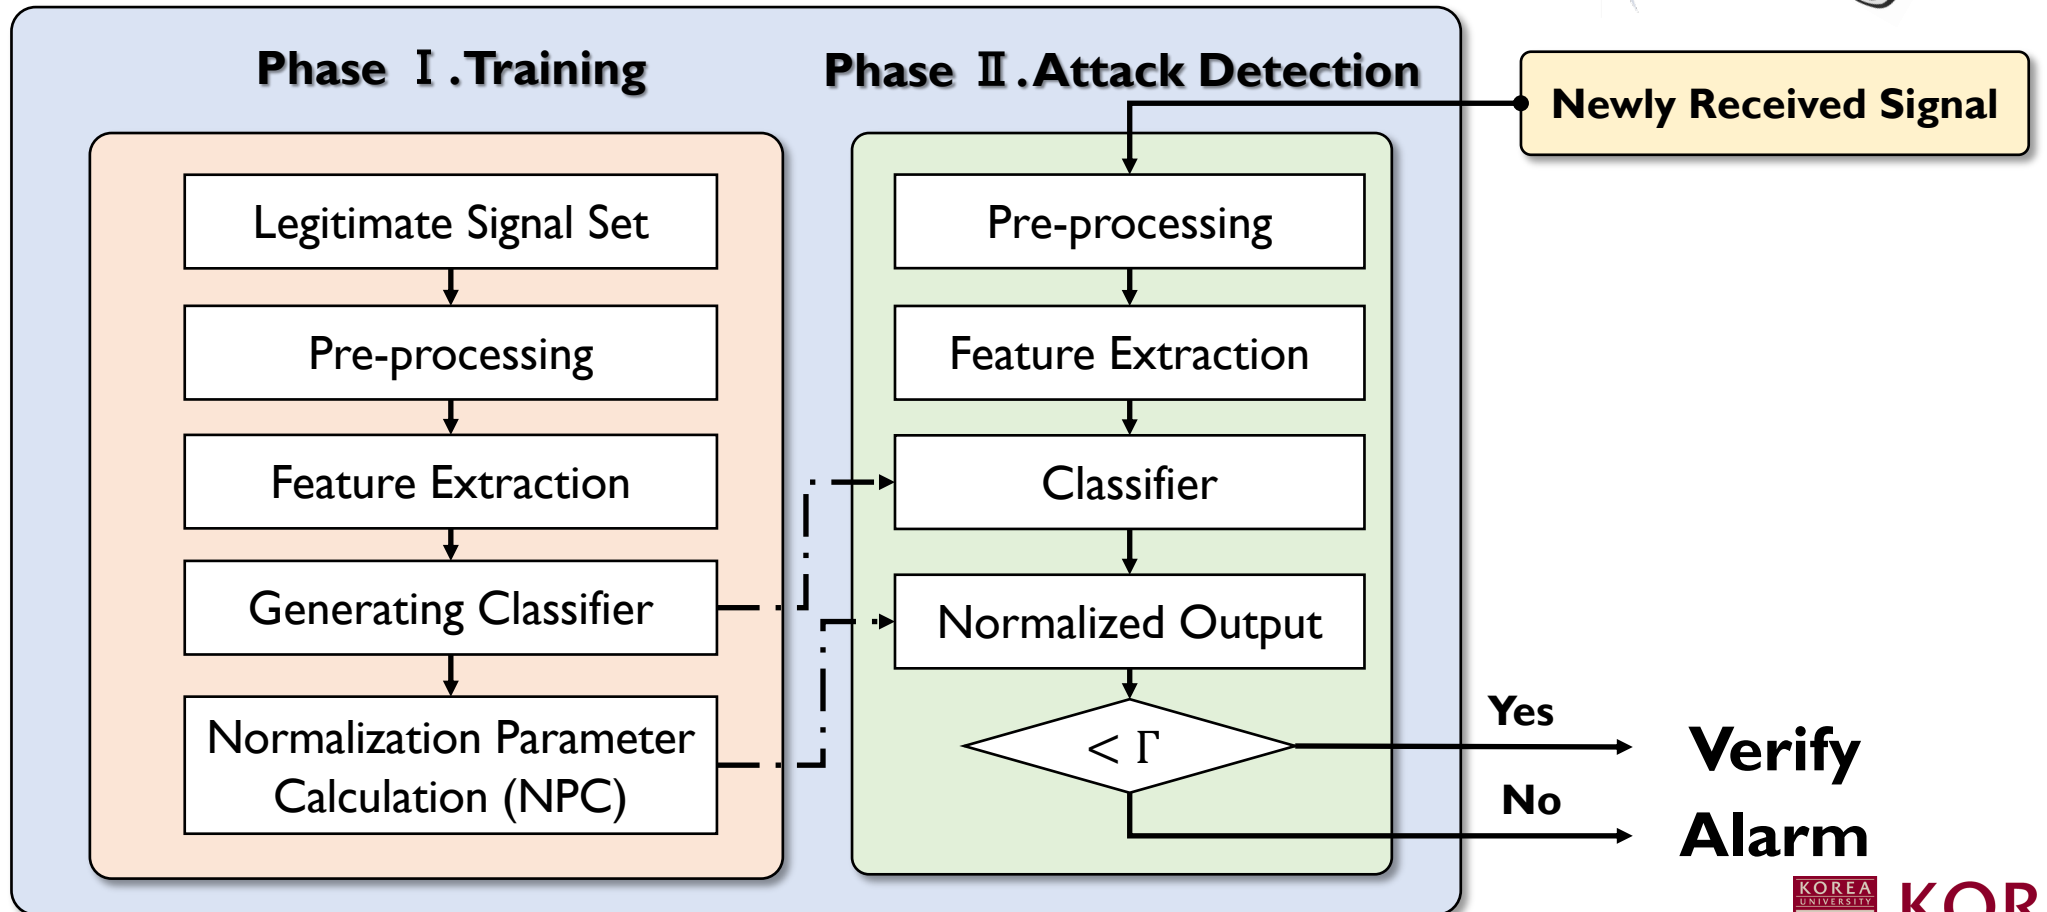 Phase Ⅰ. Training
Legitimate Signal Set
Pre-processing
Feature Extraction
Generating Classifier
Normalization Parameter
Calculation (NPC)
Phase Ⅱ. Attack Detection
Newly Received Signal
Pre-processing
Feature Extraction
Classifier
Normalized Output
< Γ
Yes
Verify
No
Alarm
KOREA
UNIVERSITY
KOR